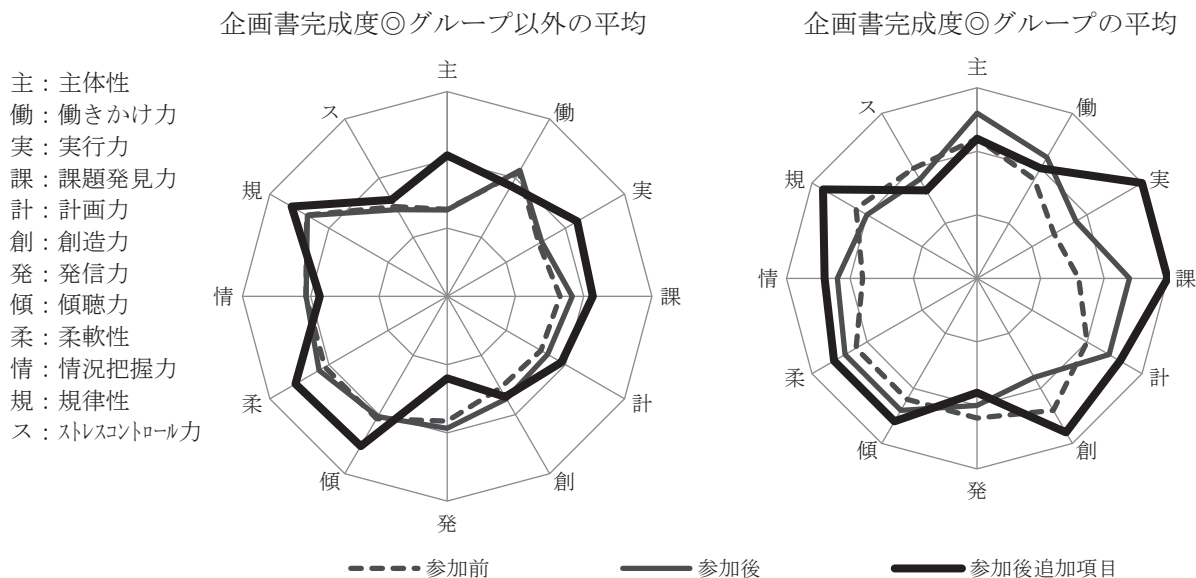 企画書完成度◎グループ以外の平均
企画書完成度◎グループの平均
主：主体性
働：働きかけ力
実：実行力
課：課題発見力
計：計画力
創：創造力
発：発信力
傾：傾聴力
柔：柔軟性
情：情況把握力
規：規律性
ス：ｽﾄﾚｽｺﾝﾄﾛｰﾙ力
主
働
実
課
計
創
発
傾
柔
情
規
ス
主
働
実
課
計
創
発
傾
柔
情
規
ス
参加前
参加後
参加後追加項目